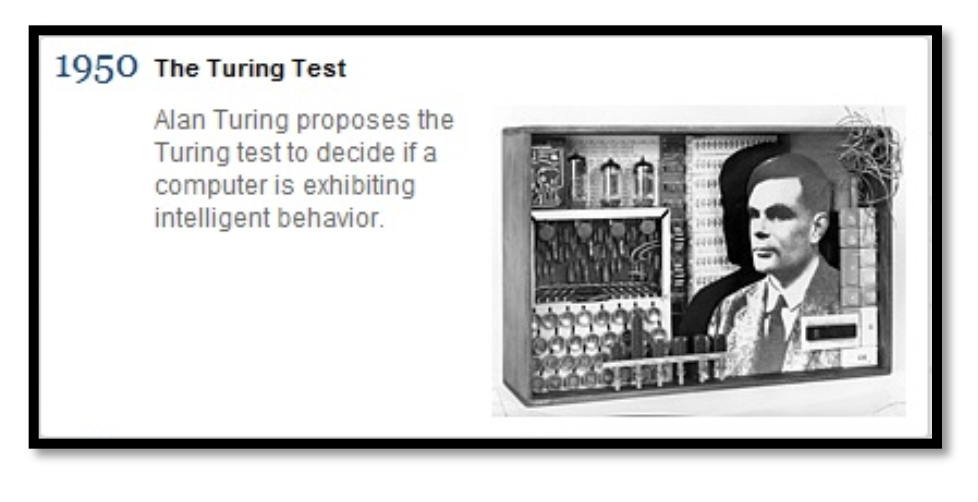 1950 The Turing Test
Alan Turing proposes the
Turing test to decide if a
computer is exhibiting
intelligent behavior.